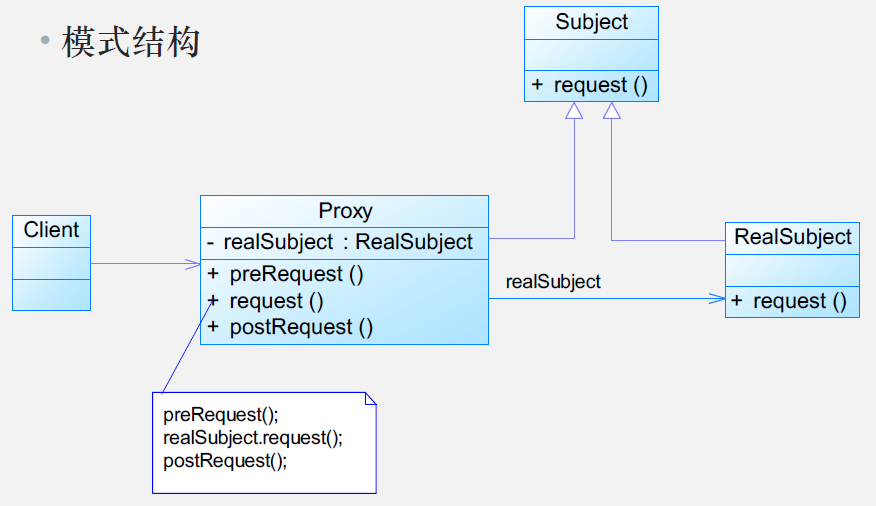 • 模式结构
Subject
+ request ()
Client
Proxy
- realSubject : RealSubject
+ preRequest ()
+ request ()
+ postRequest ()
realSubject
RealSubject
+ request ()
preRequest();
realSubject.request();
postRequest();